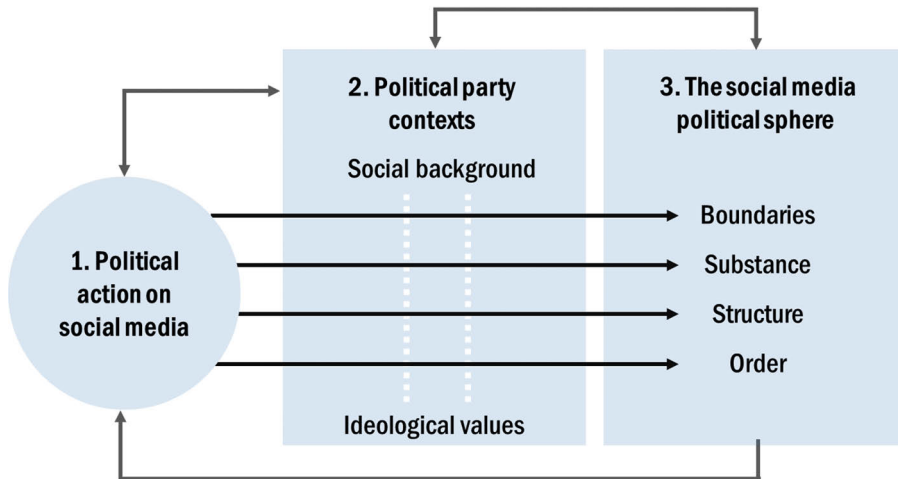 2. Political party
contexts
Social background
Ideological values
3. The social media
political sphere
Boundaries
Substance
Structure
Order
1. Political
action on
social media